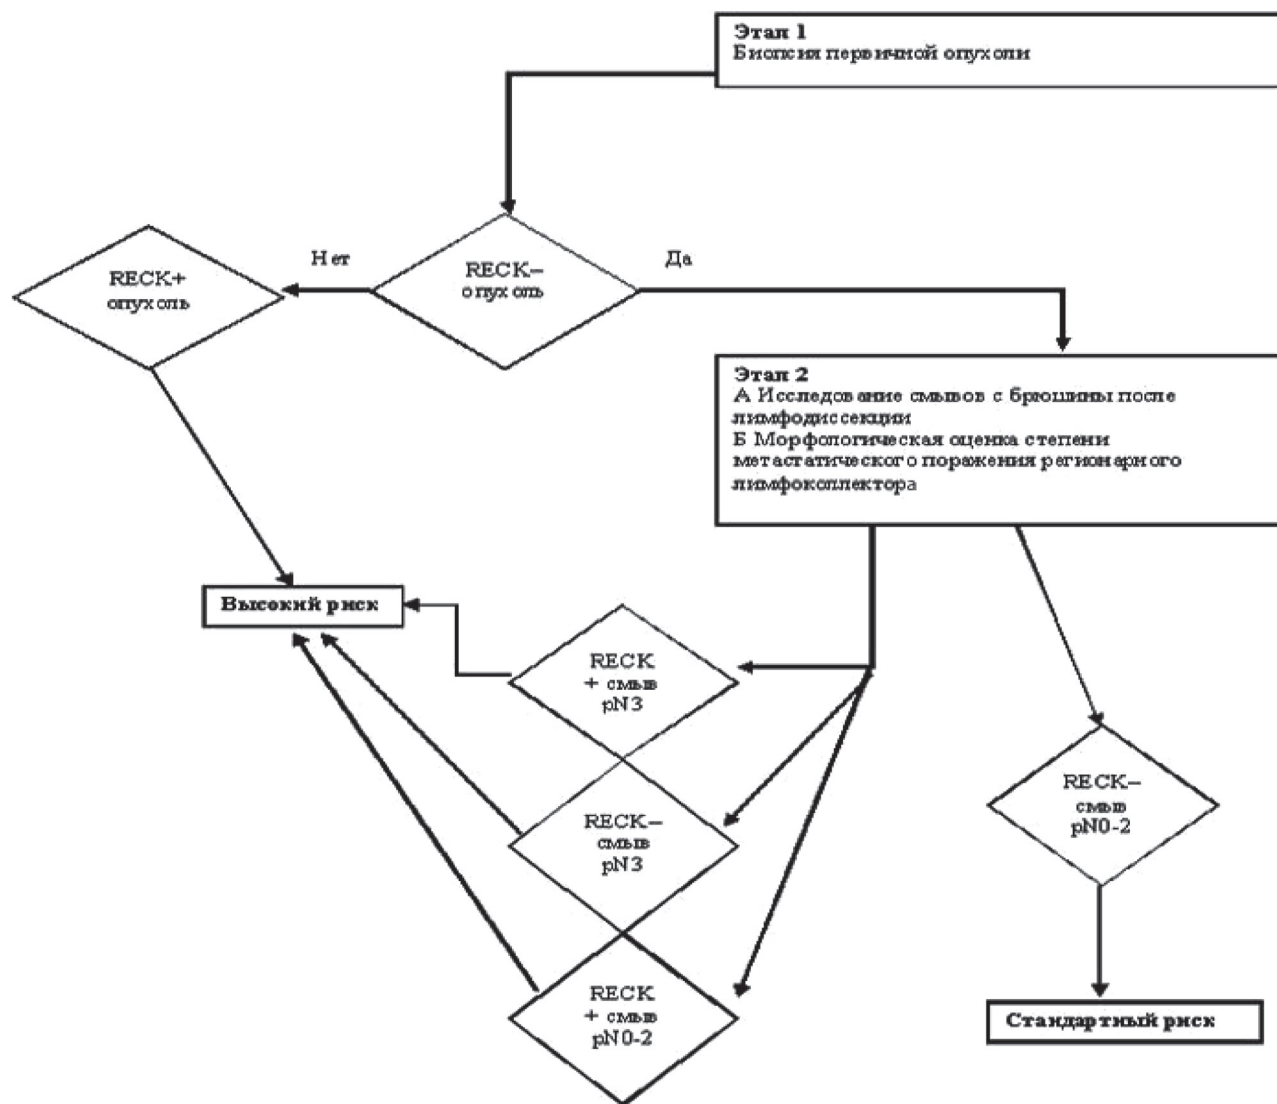 Этап 1
Биопсия первичной опухоли
Нет
Да
RECK+
опухоль
RECK–
опухоль
Этап 2
А Исследование смывов с брюшины после
лимфодиссекции
Б Морфологическая оценка степени
метастатического поражения регионарного
лимфоколлектора
Высокий риск
RECK
+ смыв
pN3
RECK–
смыв
pN3
RECK–
смыв
pN0-2
RECK
+ смыв
pN0-2
Стандартный риск